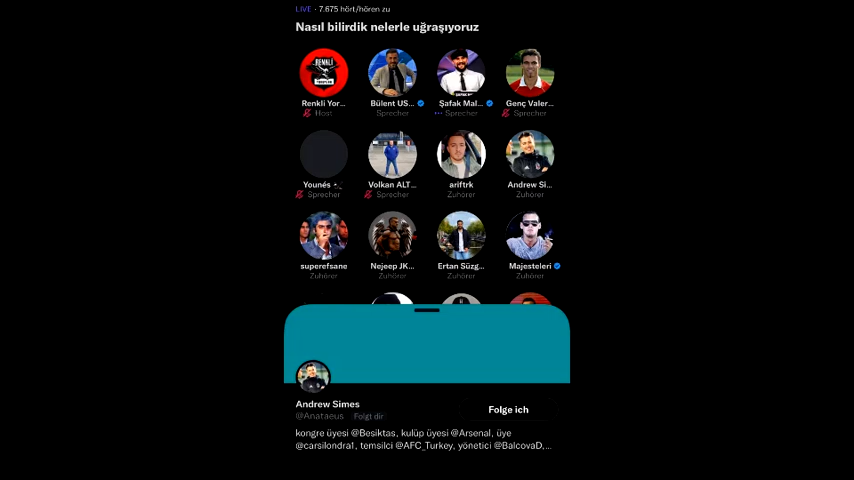 LIVE · 7.675 hört/hören zu
Nasıl bilirdik nelerle uğraşıyoruz
RENKLİ
Renkli Yor... Bülent US... Şafak Mal... Genç Valer...
Host Sprecher Sprecher Sprecher
Younés Volkan ALT... ariftrk Andrew Si...
Sprecher Sprecher Zuhörer Zuhörer
superefsane Nejeep JK... Ertan Süzg... Majesteleri
Zuhörer Zuhörer Zuhörer Zuhörer
Andrew Simes
@Anataeus Folgt dir
Folge ich
kongre üyesi @Besiktas, kulüp üyesi @Arsenal, üye
@carsilondra1, temsilci @AFC_Turkey, yönetici @BalcovaD,...